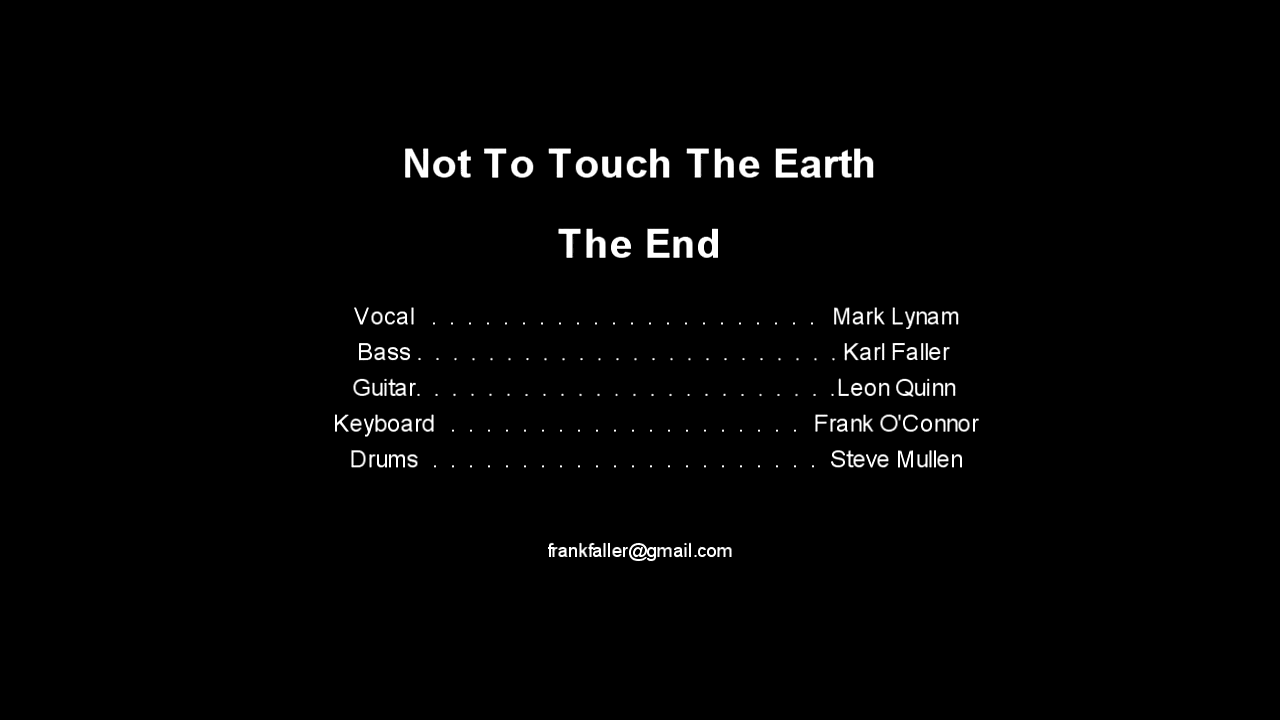 Not To Touch The Earth
The End
Vocal . . . . . . . . . . . . . . . . . . . . . . Mark Lynam
Bass . . . . . . . . . . . . . . . . . . . . . . . . Karl Faller
Guitar. . . . . . . . . . . . . . . . . . . . . . . .Leon Quinn
Keyboard . . . . . . . . . . . . . . . . . . . . Frank O'Connor
Drums . . . . . . . . . . . . . . . . . . . . . . Steve Mullen
frankfaller@gmail.com